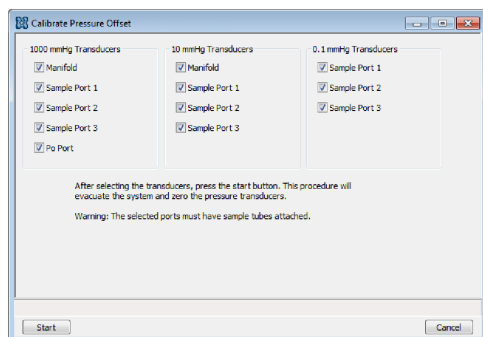 Calibrate Pressure Offset
1000 mmHg Transducers
Manifold
Sample Port 1
Sample Port 2
Sample Port 3
Po Port
10 mmHg Transducers
Manifold
Sample Port 1
Sample Port 2
Sample Port 3
0.1 mmHg Transducers
Sample Port 1
Sample Port 2
Sample Port 3
After selecting the transducers, press the start button. This procedure will
evacuate the system and zero the pressure transducers.
Warning: The selected ports must have sample tubes attached.
Start
Cancel